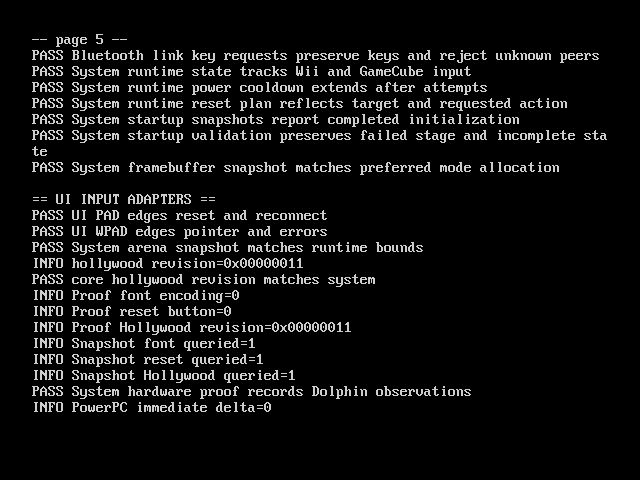 -- page 5 --
PASS Bluetooth link key requests preserve keys and reject unknown peers
PASS System runtime state tracks Wii and GameCube input
PASS System runtime power cooldown extends after attempts
PASS System runtime reset plan reflects target and requested action
PASS System startup snapshots report completed initialization
PASS System startup validation preserves failed stage and incomplete sta
te
PASS System framebuffer snapshot matches preferred mode allocation
== UI INPUT ADAPTERS ==
PASS UI PAD edges reset and reconnect
PASS UI WPAD edges pointer and errors
PASS System arena snapshot matches runtime bounds
INFO hollywood revision=0x00000011
PASS core hollywood revision matches system
INFO Proof font encoding=0
INFO Proof reset button=0
INFO Proof Hollywood revision=0x00000011
INFO Snapshot font queried=1
INFO Snapshot reset queried=1
INFO Snapshot Hollywood queried=1
PASS System hardware proof records Dolphin observations
INFO PowerPC immediate delta=0